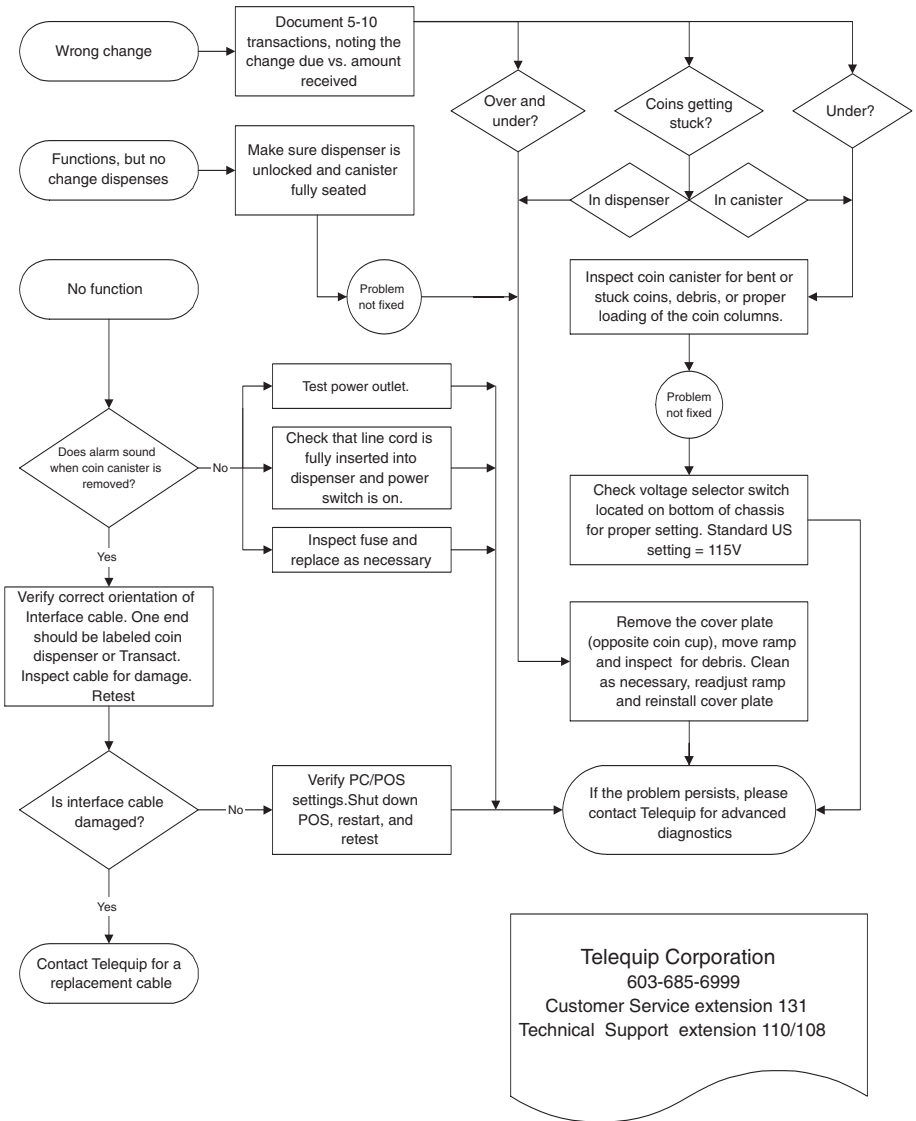 Wrong change
Document 5-10
transactions, noting the
change due vs. amount
received
Over and
under?
Coins getting
stuck?
Under?
Functions, but no
change dispenses
Make sure dispenser is
unlocked and canister
fully seated
In dispenser
In canister
No function
Problem
not fixed
Inspect coin canister for bent or
stuck coins, debris, or proper
loading of the coin columns.
Problem
not fixed
Does alarm sound
when coin canister is
removed?
No
Test power outlet.
Check that line cord is
fully inserted into
dispenser and power
switch is on.
Inspect fuse and
replace as necessary
Check voltage selector switch
located on bottom of chassis
for proper setting. Standard US
setting = 115V
Yes
Verify correct orientation of
Interface cable. One end
should be labeled coin
dispenser or Transact.
Inspect cable for damage.
Retest
Remove the cover plate
(opposite coin cup), move ramp
and inspect for debris. Clean
as necessary, readjust ramp
and reinstall cover plate
Is interface cable
damaged?
No
Verify PC/POS
settings.Shut down
POS, restart, and
retest
If the problem persists, please
contact Telequip for advanced
diagnostics
Yes
Contact Telequip for a
replacement cable
Telequip Corporation
603-685-6999
Customer Service extension 131
Technical Support extension 110/108